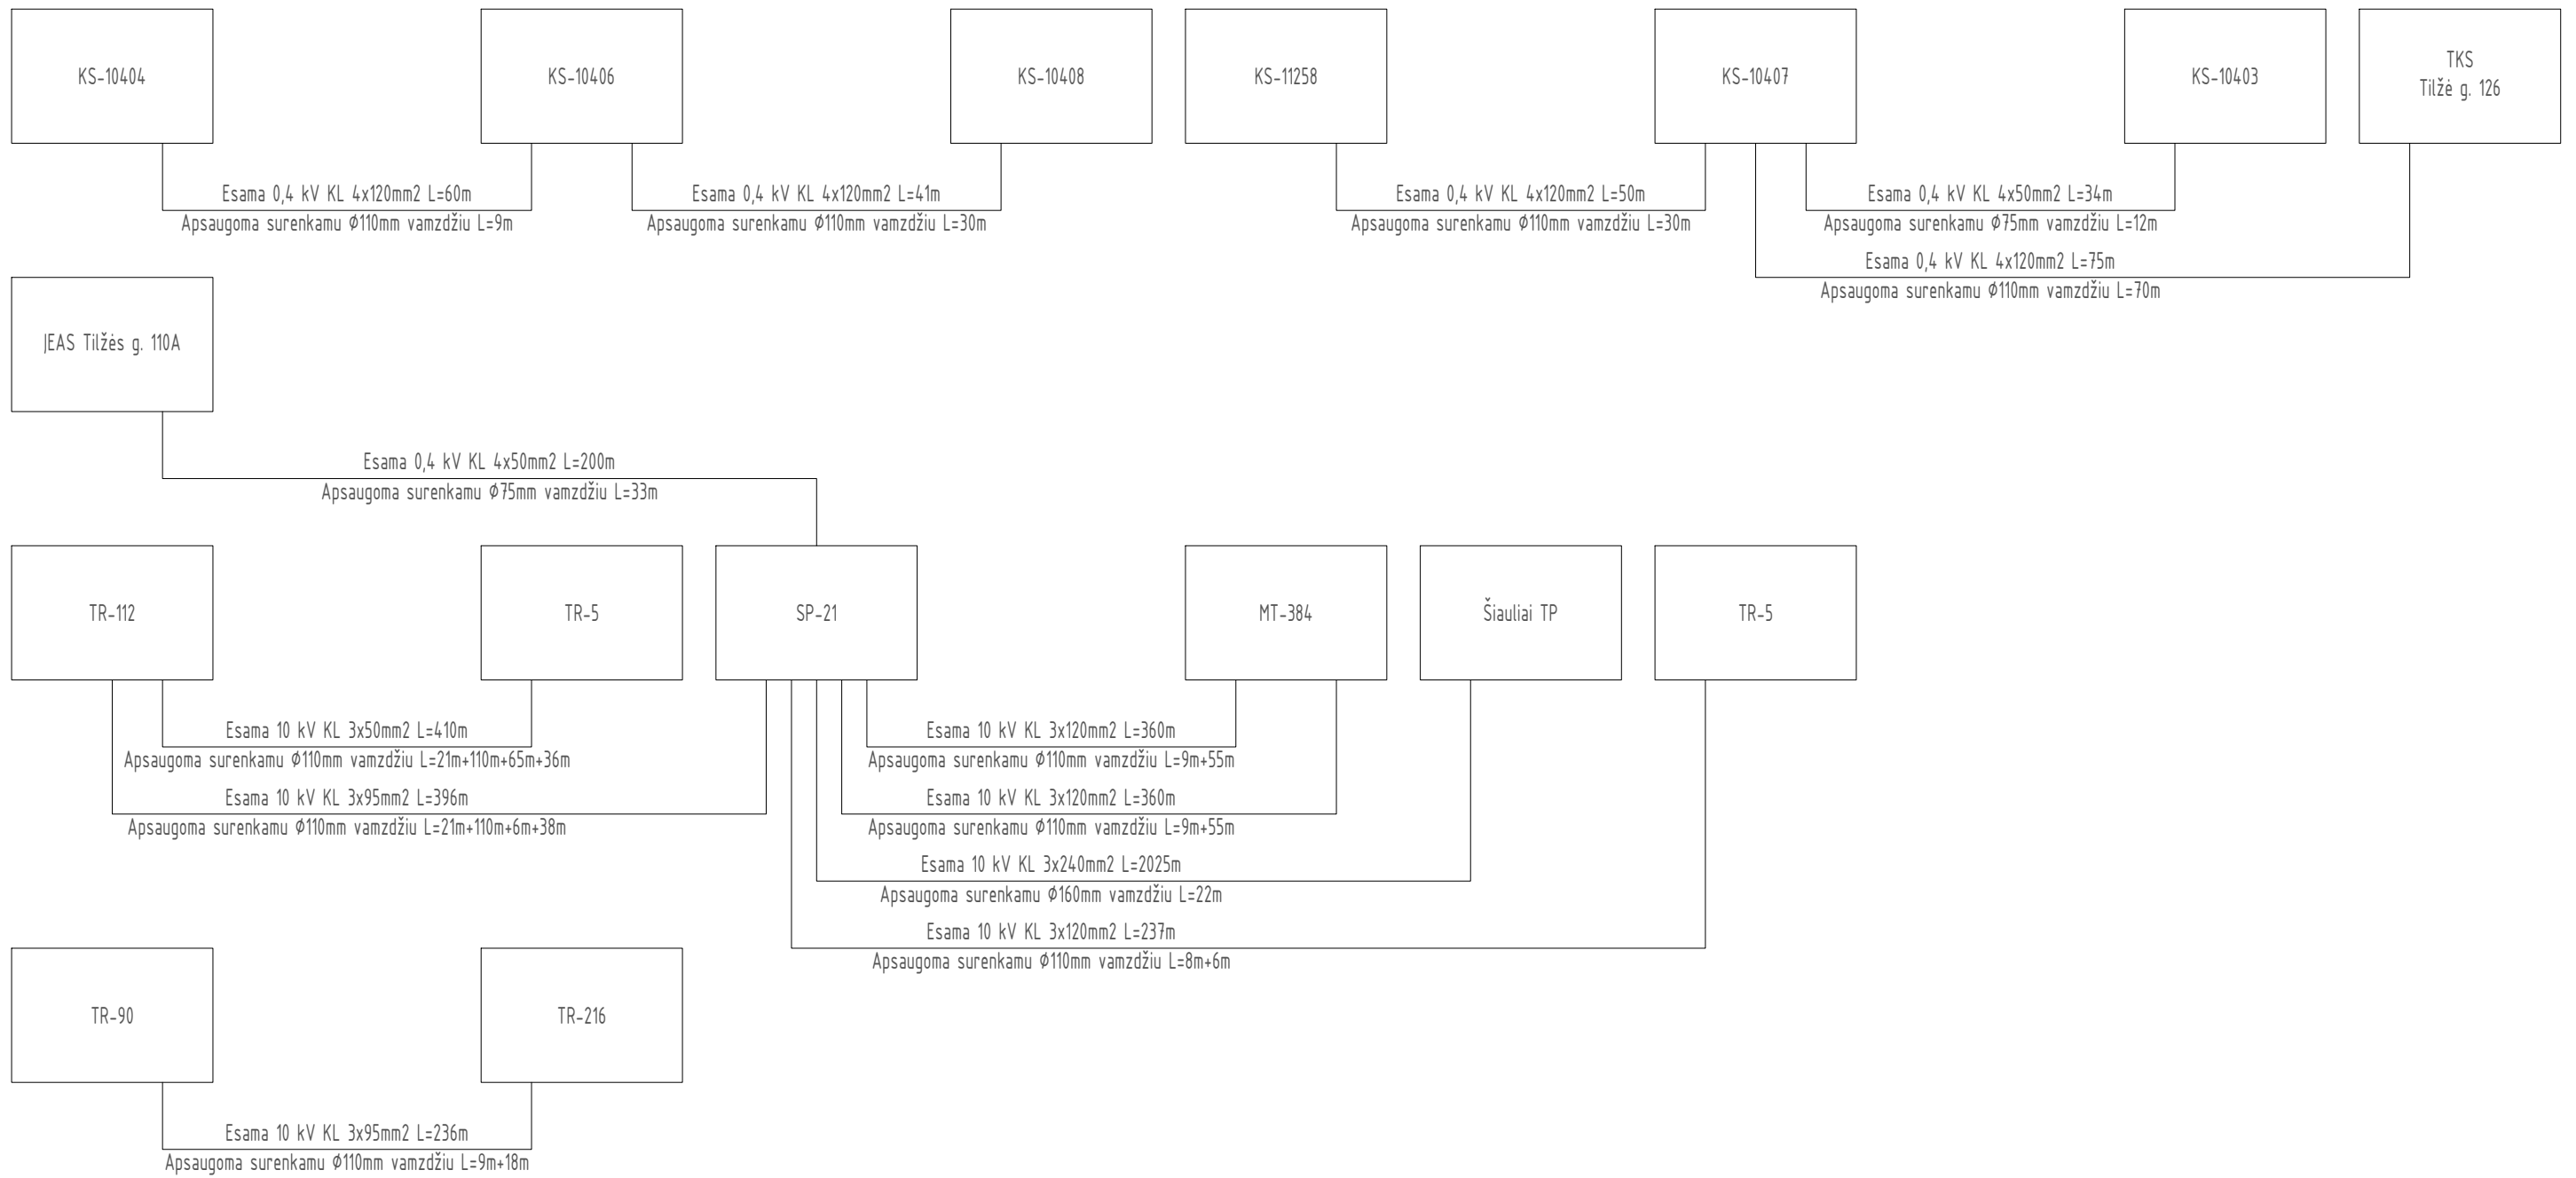 KS-10404
KS-10406
KS-10408
KS-11258
KS-10407
KS-10403
TKS
Tilžė g. 126
Esama 0,4 kV KL 4x120mm2 L=60m
Apsaugoma surenkamu Ø110mm vamzdžiu L=9m
Esama 0,4 kV KL 4x120mm2 L=41m
Apsaugoma surenkamu Ø110mm vamzdžiu L=30m
Esama 0,4 kV KL 4x120mm2 L=50m
Apsaugoma surenkamu Ø110mm vamzdžiu L=30m
Esama 0,4 kV KL 4x50mm2 L=34m
Apsaugoma surenkamu Ø75mm vamzdžiu L=12m
Esama 0,4 kV KL 4x120mm2 L=75m
Apsaugoma surenkamu Ø110mm vamzdžiu L=70m
JEAS Tilžės g. 110A
Esama 0,4 kV KL 4x50mm2 L=200m
Apsaugoma surenkamu Ø75mm vamzdžiu L=33m
TR-112
TR-5
SP-21
MT-384
Šiauliai TP
TR-5
Esama 10 kV KL 3x50mm2 L=410m
Apsaugoma surenkamu Ø110mm vamzdžiu L=21m+110m+65m+36m
Esama 10 kV KL 3x95mm2 L=396m
Apsaugoma surenkamu Ø110mm vamzdžiu L=21m+110m+6m+38m
Esama 10 kV KL 3x120mm2 L=360m
Apsaugoma surenkamu Ø110mm vamzdžiu L=9m+55m
Esama 10 kV KL 3x120mm2 L=360m
Apsaugoma surenkamu Ø110mm vamzdžiu L=9m+55m
Esama 10 kV KL 3x240mm2 L=2025m
Apsaugoma surenkamu Ø160mm vamzdžiu L=22m
Esama 10 kV KL 3x120mm2 L=237m
Apsaugoma surenkamu Ø110mm vamzdžiu L=8m+6m
TR-90
TR-216
Esama 10 kV KL 3x95mm2 L=236m
Apsaugoma surenkamu Ø110mm vamzdžiu L=9m+18m